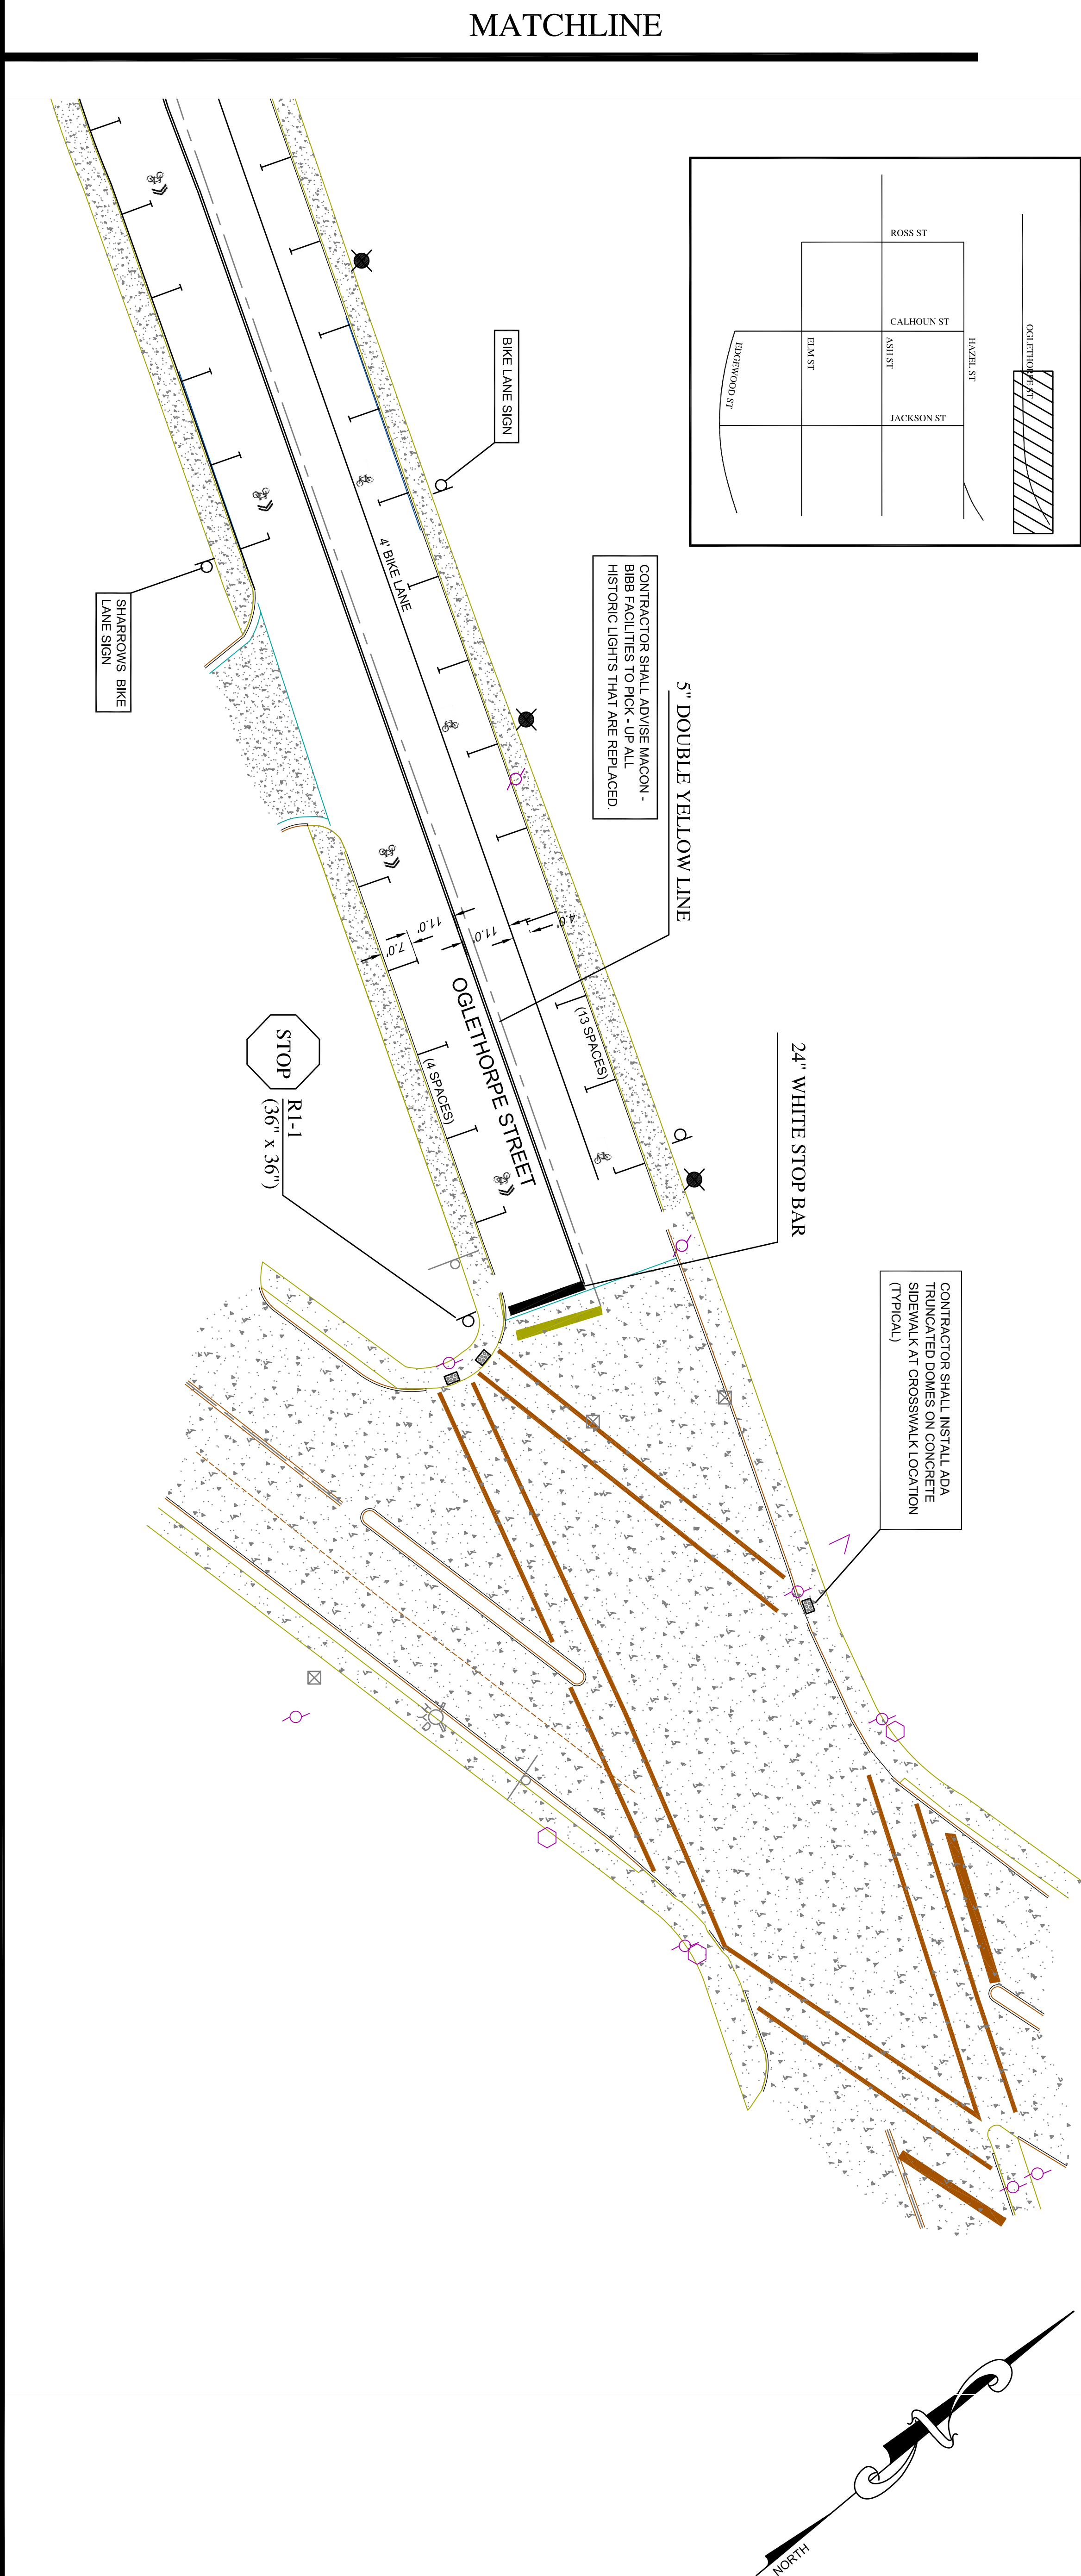 MATCHLINE
ROSS ST
CALHOUN ST
JACKSON ST
OGLETHORPE ST
HAZEL ST
ASH ST
ELM ST
EDGEWOOD ST
BIKE LANE SIGN
CONTRACTOR SHALL ADVISE MACON -
BIBB FACILITIES TO PICK - UP ALL
HISTORIC LIGHTS THAT ARE REPLACED.
5" DOUBLE YELLOW LINE
4' BIKE LANE
SHARROWS BIKE
LANE SIGN
24" WHITE STOP BAR
4.0'
11.0'
11.0'
7.0'
(13 SPACES)
OGLETHORPE STREET
(4 SPACES)
STOP
R1-1
(36" x 36")
CONTRACTOR SHALL INSTALL ADA
TRUNCATED DOMES ON CONCRETE
SIDEWALK AT CROSSWALK LOCATION
(TYPICAL)
NORTH